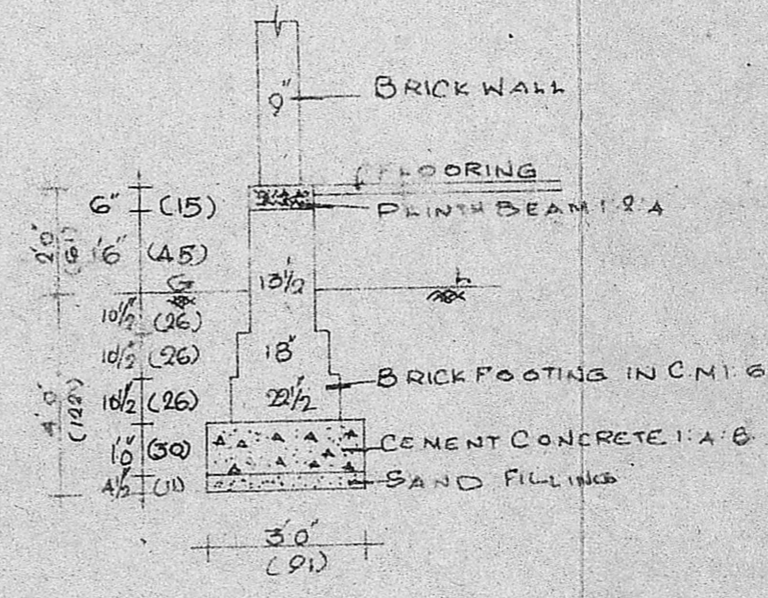 9"
BRICK WALL
FLOORING
6" (15)
PLINTH BEAM 1:2:4
2'0"
(61)
1'6" (45)
G L
13½
10½" (26)
10½" (26)
18"
10½" (26)
22½
BRICK FOOTING IN C M 1:6
4'0"
(122)
1'0" (30)
CEMENT CONCRETE 1:4:8
4½ (11)
SAND FILLING
3'0"
(91)